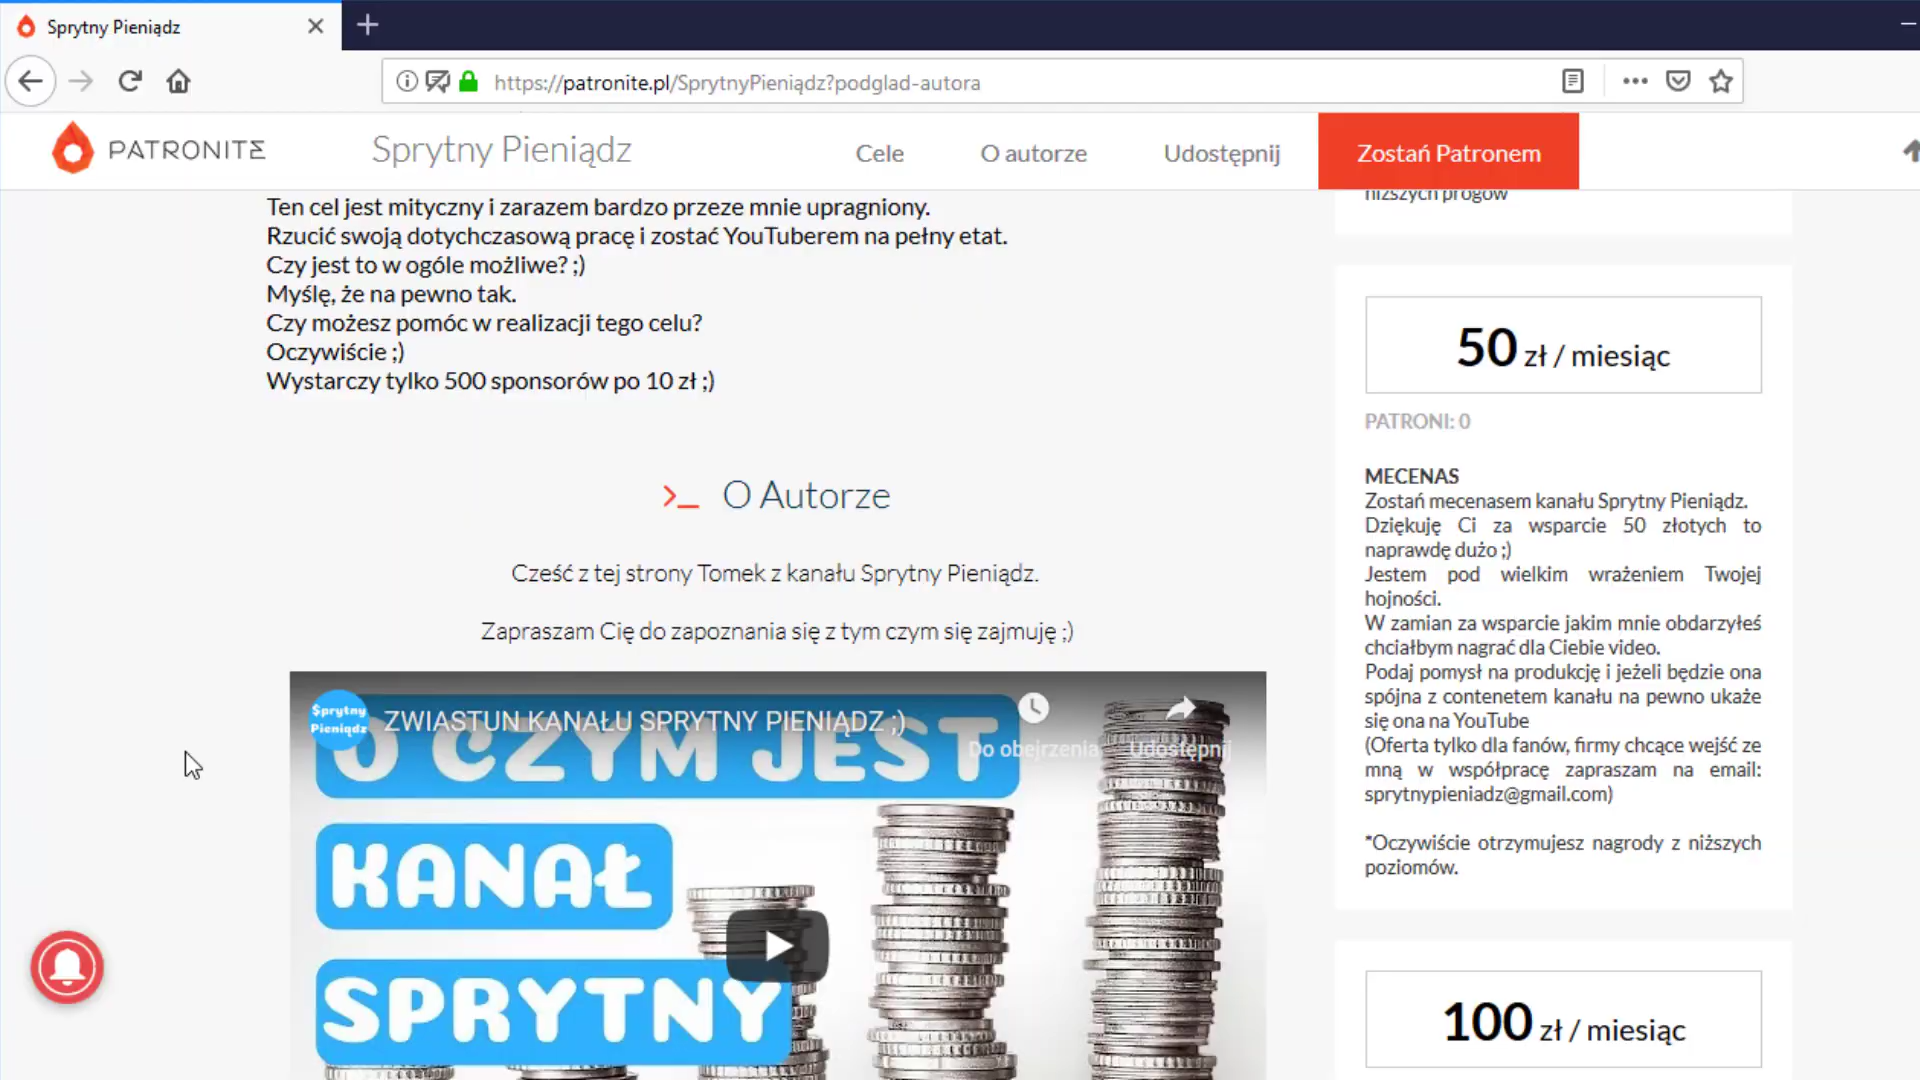 Sprytny Pieniądz
https://patronite.pl/SprytnyPieniądz?podglad-autora
PATRONITE
Sprytny Pieniądz
Cele
O autorze
Udostępnij
Zostań Patronem
Ten cel jest mityczny i zarazem bardzo przeze mnie upragniony.
Rzucić swoją dotychczasową pracę i zostać YouTuberem na pełny etat.
Czy jest to w ogóle możliwe? ;)
Myślę, że na pewno tak.
Czy możesz pomóc w realizacji tego celu?
Oczywiście ;)
Wystarczy tylko 500 sponsorów po 10 zł ;)
>_ O Autorze
Cześć z tej strony Tomek z kanału Sprytny Pieniądz.
Zapraszam Cię do zapoznania się z tym czym się zajmuję ;)
$prytny
Pieniądz
ZWIASTUN KANAŁU SPRYTNY PIENIĄDZ ;)
Do obejrzenia
Udostępnij
O CZYM JEST
KANAŁ
SPRYTNY
niższych progów
50 zł / miesiąc
PATRONI: 0
MECENAS
Zostań mecenasem kanału Sprytny Pieniądz.
Dziękuję Ci za wsparcie 50 złotych to
naprawdę dużo ;)
Jestem pod wielkim wrażeniem Twojej
hojności.
W zamian za wsparcie jakim mnie obdarzyłeś
chciałbym nagrać dla Ciebie video.
Podaj pomysł na produkcję i jeżeli będzie ona
spójna z contenetem kanału na pewno ukaże
się ona na YouTube
(Oferta tylko dla fanów, firmy chcące wejść ze
mną w współpracę zapraszam na email:
sprytnypieniadz@gmail.com)
*Oczywiście otrzymujesz nagrody z niższych
poziomów.
100 zł / miesiąc